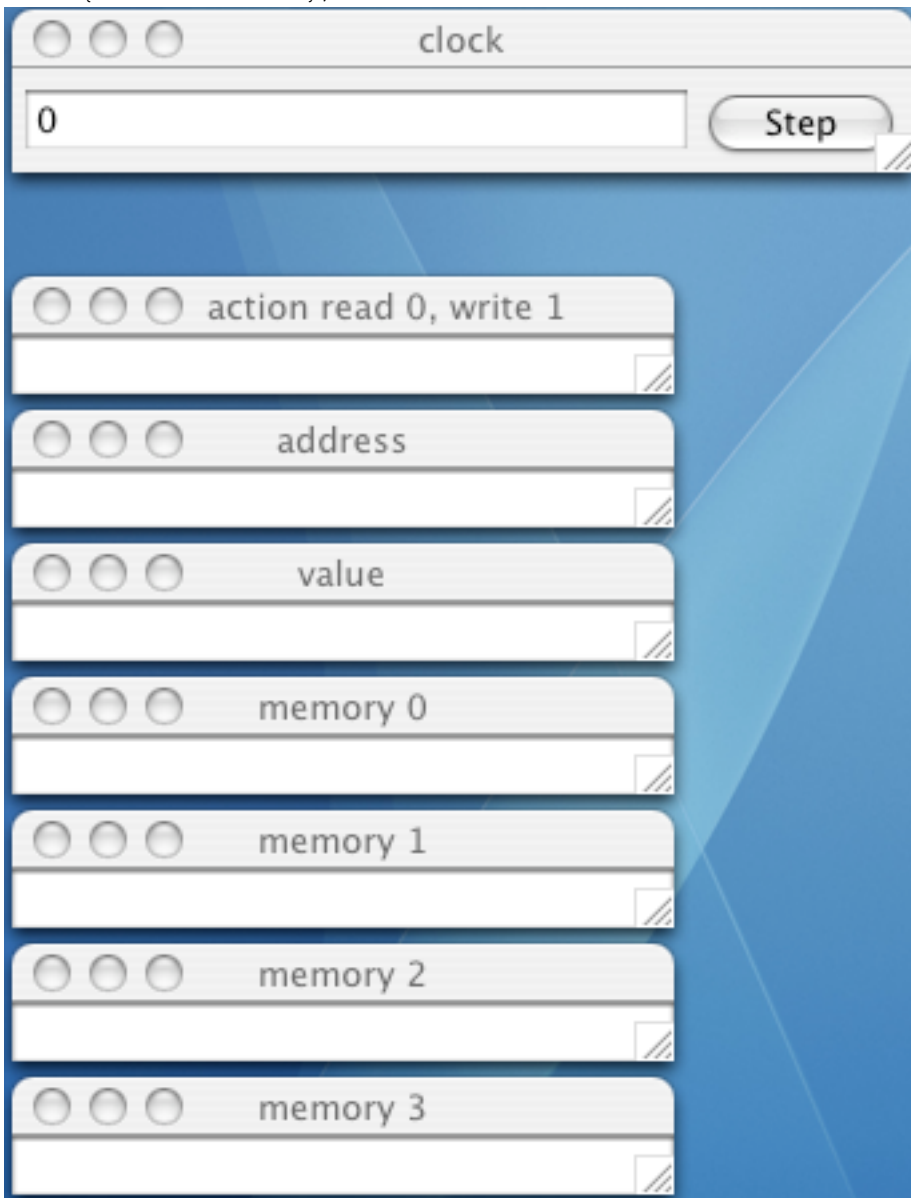 clock
0
Step
action read 0, write 1
address
value
memory 0
memory 1
memory 2
memory 3